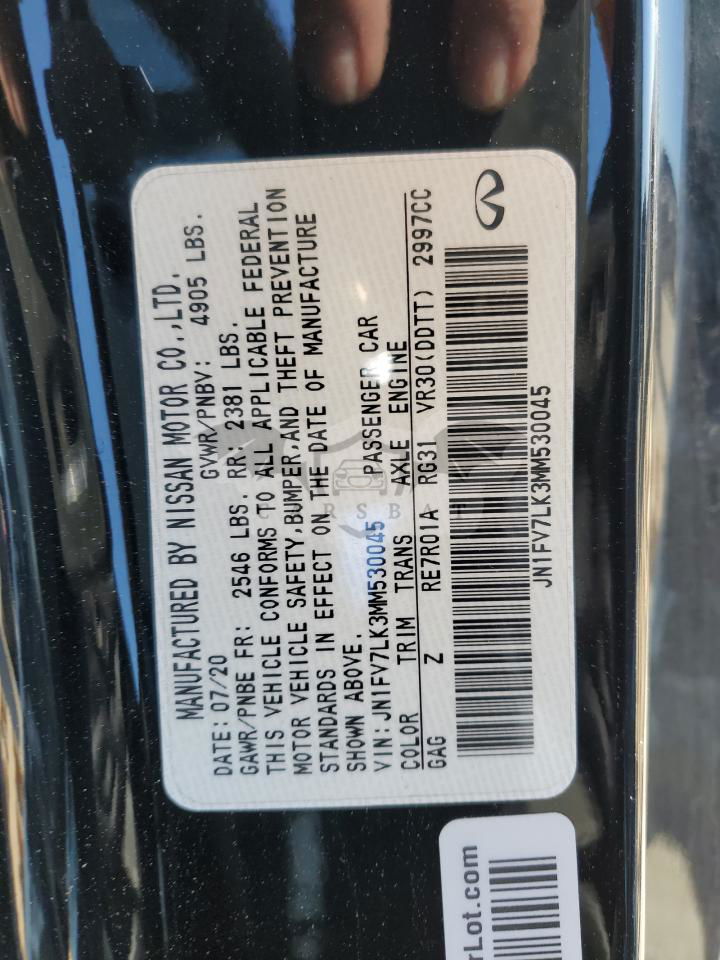 MANUFACTURED BY NISSAN MOTOR CO.,LTD.
DATE: 07/20 GVWR/PNBV: 4905 LBS.
GAWR/PNBE FR: 2546 LBS. RR: 2381 LBS.
THIS VEHICLE CONFORMS TO ALL APPLICABLE FEDERAL
MOTOR VEHICLE SAFETY,BUMPER,AND THEFT PREVENTION
STANDARDS IN EFFECT ON THE DATE OF MANUFACTURE
SHOWN ABOVE.
VIN:JN1FV7LK3MM530045 PASSENGER CAR
COLOR TRIM TRANS AXLE ENGINE
GAG Z RE7R01A RG31 VR30(DDTT) 2997CC
JN1FV7LK3MM530045
rLot.com